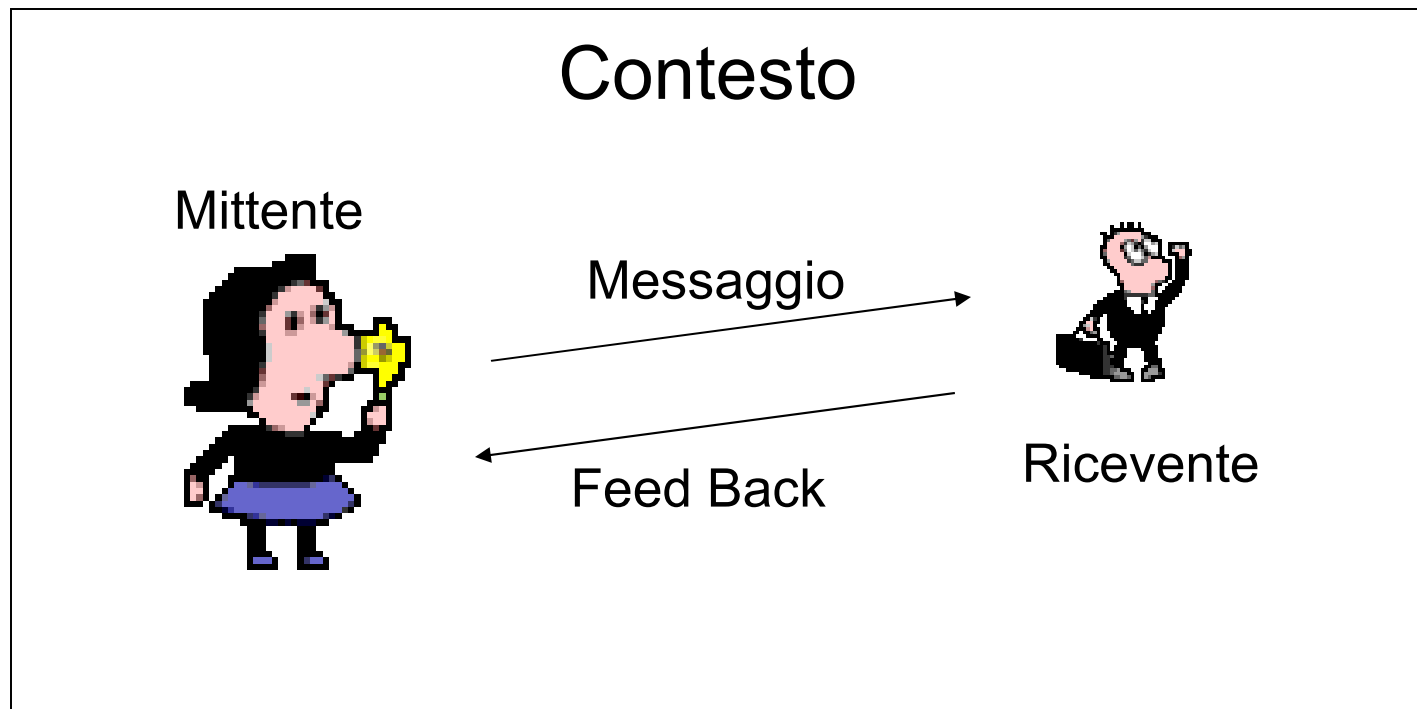 Contesto
Mittente
Messaggio
Ricevente
Feed Back